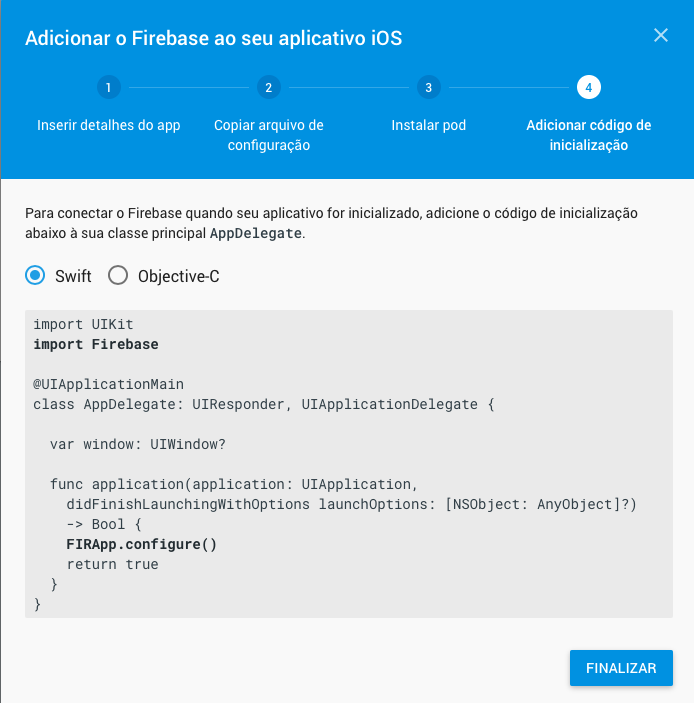 Adicionar o Firebase ao seu aplicativo iOS
1
2
3
4
Inserir detalhes do app
Copiar arquivo de
configuração
Instalar pod
Adicionar código de
inicialização
Para conectar o Firebase quando seu aplicativo for inicializado, adicione o código de inicialização
abaixo à sua classe principal AppDelegate.
Swift
Objective-C
import UIKit
import Firebase
@UIApplicationMain
class AppDelegate: UIResponder, UIApplicationDelegate {
var window: UIWindow?
func application(application: UIApplication,
didFinishLaunchingWithOptions launchOptions: [NSObject: AnyObject]?)
-> Bool {
FIRApp.configure()
return true
}
}
FINALIZAR